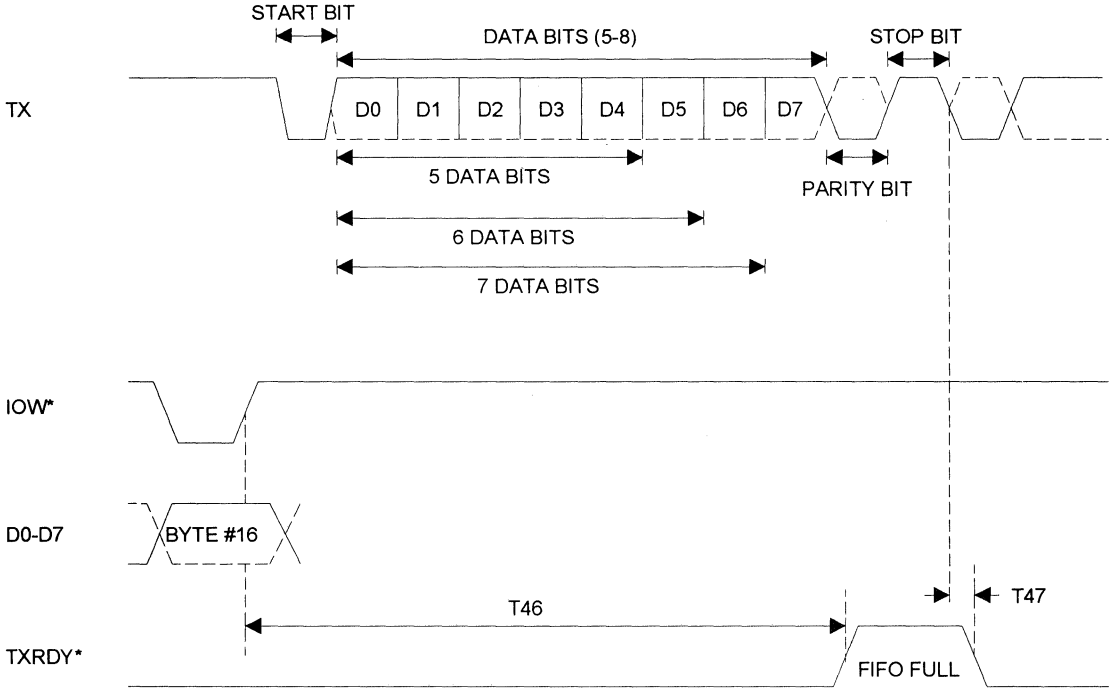 START BIT
DATA BITS (5-8)
STOP BIT
TX
D0 D1 D2 D3 D4 D5 D6 D7
5 DATA BITS
PARITY BIT
6 DATA BITS
7 DATA BITS
IOW*
D0-D7
BYTE #16
T46
T47
TXRDY*
FIFO FULL